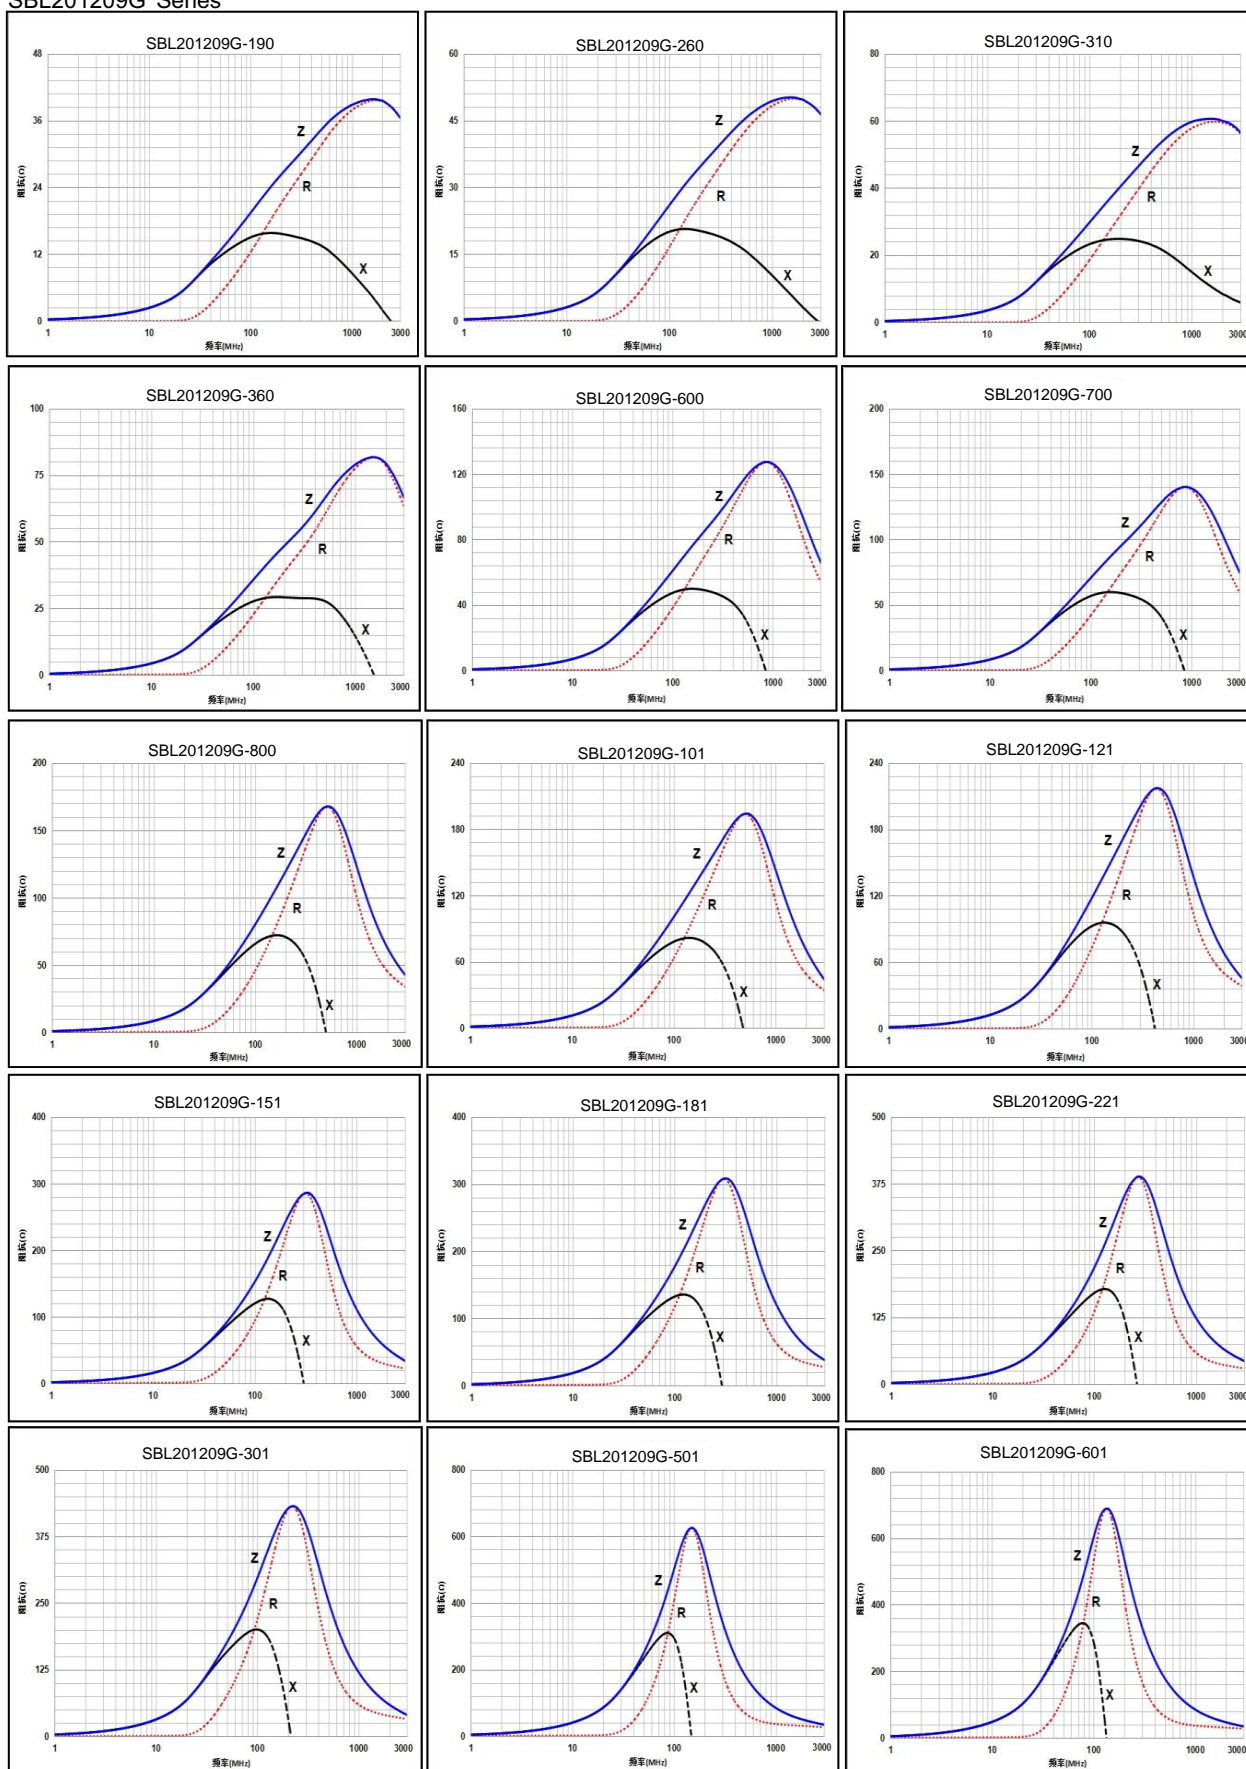 SBL201209G Series
SBL201209G-190
48
36
24
12
0
阻抗(Ω)
Z
R
X
1 10 100 1000 3000
频率(MHz)
SBL201209G-260
60
45
30
15
0
阻抗(Ω)
Z
R
X
1 10 100 1000 3000
频率(MHz)
SBL201209G-310
80
60
40
20
0
阻抗(Ω)
Z
R
X
1 10 100 1000 3000
频率(MHz)
SBL201209G-360
100
75
50
25
0
阻抗(Ω)
Z
R
X
1 10 100 1000 3000
频率(MHz)
SBL201209G-600
160
120
80
40
0
阻抗(Ω)
Z
R
X
1 10 100 1000 3000
频率(MHz)
SBL201209G-700
200
150
100
50
0
阻抗(Ω)
Z
R
X
1 10 100 1000 3000
频率(MHz)
SBL201209G-800
200
150
100
50
0
阻抗(Ω)
Z
R
X
1 10 100 1000 3000
频率(MHz)
SBL201209G-101
240
180
120
60
0
阻抗(Ω)
Z
R
X
1 10 100 1000 3000
频率(MHz)
SBL201209G-121
240
180
120
60
0
阻抗(Ω)
Z
R
X
1 10 100 1000 3000
频率(MHz)
SBL201209G-151
400
300
200
100
0
阻抗(Ω)
Z
R
X
1 10 100 1000 3000
频率(MHz)
SBL201209G-181
400
300
200
100
0
阻抗(Ω)
Z
R
X
1 10 100 1000 3000
频率(MHz)
SBL201209G-221
500
375
250
125
0
阻抗(Ω)
Z
R
X
1 10 100 1000 3000
频率(MHz)
SBL201209G-301
500
375
250
125
0
阻抗(Ω)
Z
R
X
1 10 100 1000 3000
频率(MHz)
SBL201209G-501
800
600
400
200
0
阻抗(Ω)
Z
R
X
1 10 100 1000 3000
频率(MHz)
SBL201209G-601
800
600
400
200
0
阻抗(Ω)
Z
R
X
1 10 100 1000 3000
频率(MHz)